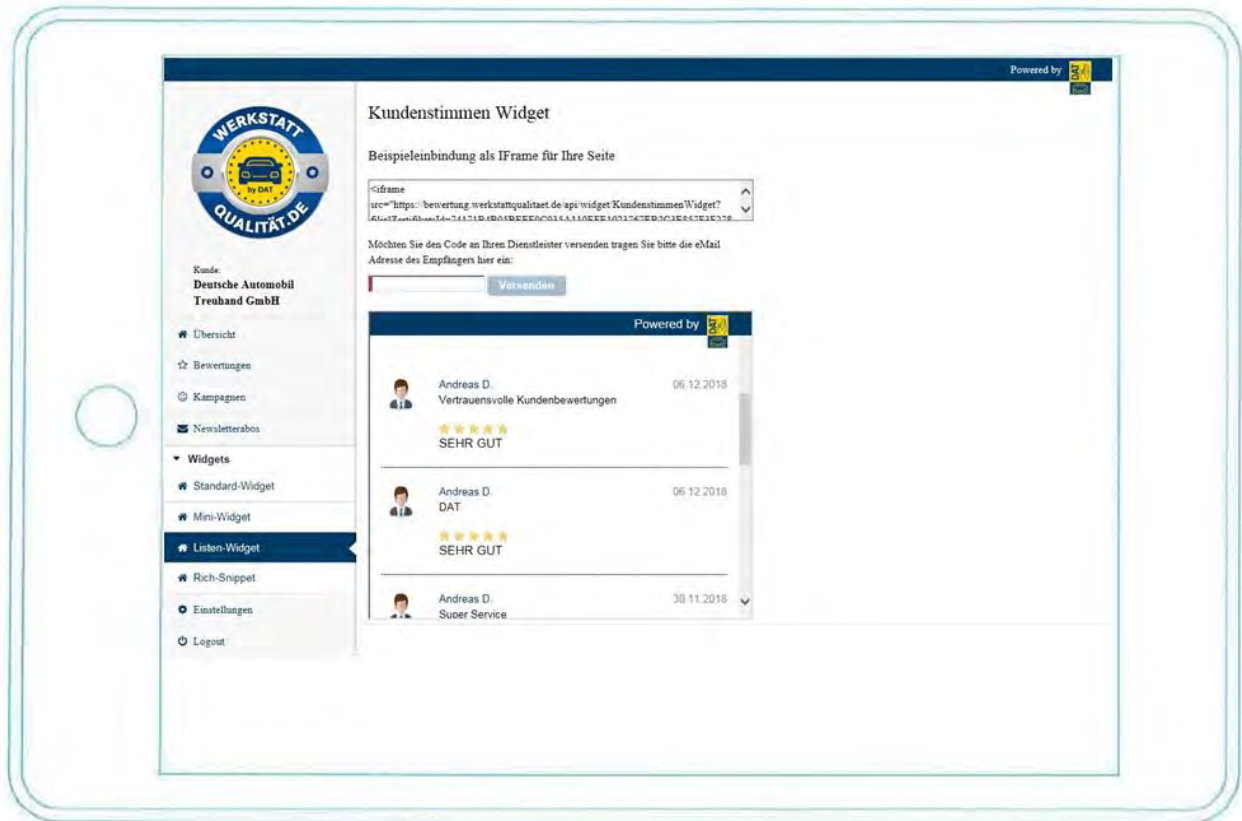 Powered by
DAT
WERKSTATT
by DAT
QUALITÄT.DE
Kunde:
Deutsche Automobil
Treuhand GmbH
Übersicht
Bewertungen
Kampagnen
Newsletterabos
Widgets
Standard-Widget
Mini-Widget
Listen-Widget
Rich-Snippet
Einstellungen
Logout
Kundenstimmen Widget
Beispieleinbindung als IFrame für Ihre Seite
<iframe
src="https://bewertung.werkstattqualitaet.de/api/widget/KundenstimmenWidget?
Möchten Sie den Code an Ihren Dienstleister versenden tragen Sie bitte die eMail
Adresse des Empfängers hier ein:
Versenden
Powered by
DAT
Andreas D.
06.12.2018
Vertrauensvolle Kundenbewertungen
SEHR GUT
Andreas D.
06.12.2018
DAT
SEHR GUT
Andreas D.
30.11.2018
Super Service